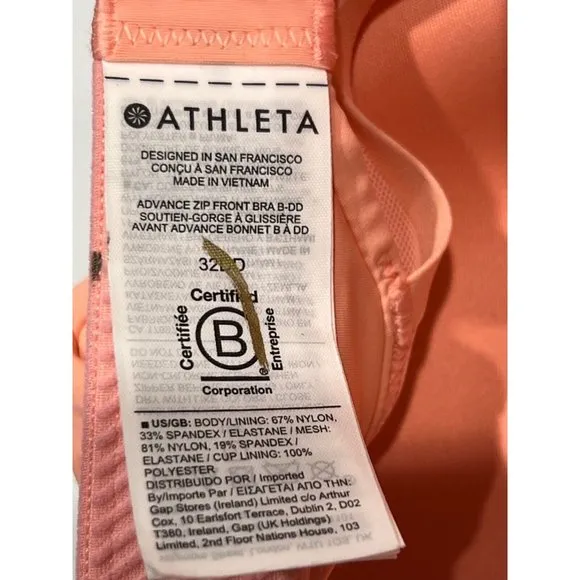 ATHLETA
DESIGNED IN SAN FRANCISCO
CONÇU À SAN FRANCISCO
MADE IN VIETNAM
ADVANCE ZIP FRONT BRA B-DD
SOUTIEN-GORGE À GLISSIÈRE
AVANT ADVANCE BONNET B À DD
32DD
Certified
Certifiée
B
Entreprise
®
Corporation
■ US/GB: BODY/LINING: 67% NYLON,
33% SPANDEX / ELASTANE / MESH:
81% NYLON, 19% SPANDEX /
ELASTANE / CUP LINING: 100%
POLYESTER
DISTRIBUIDO POR / Imported
By/Importe Par / ΕΙΣΑΓΕΤΑΙ ΑΠΟ ΤΗΝ:
Gap Stores (Ireland) Limited c/o Arthur
Cox, 10 Earlsfort Terrace, Dublin 2, D02
T380, Ireland, Gap (UK Holdings)
Limited, 2nd Floor Nations House, 103